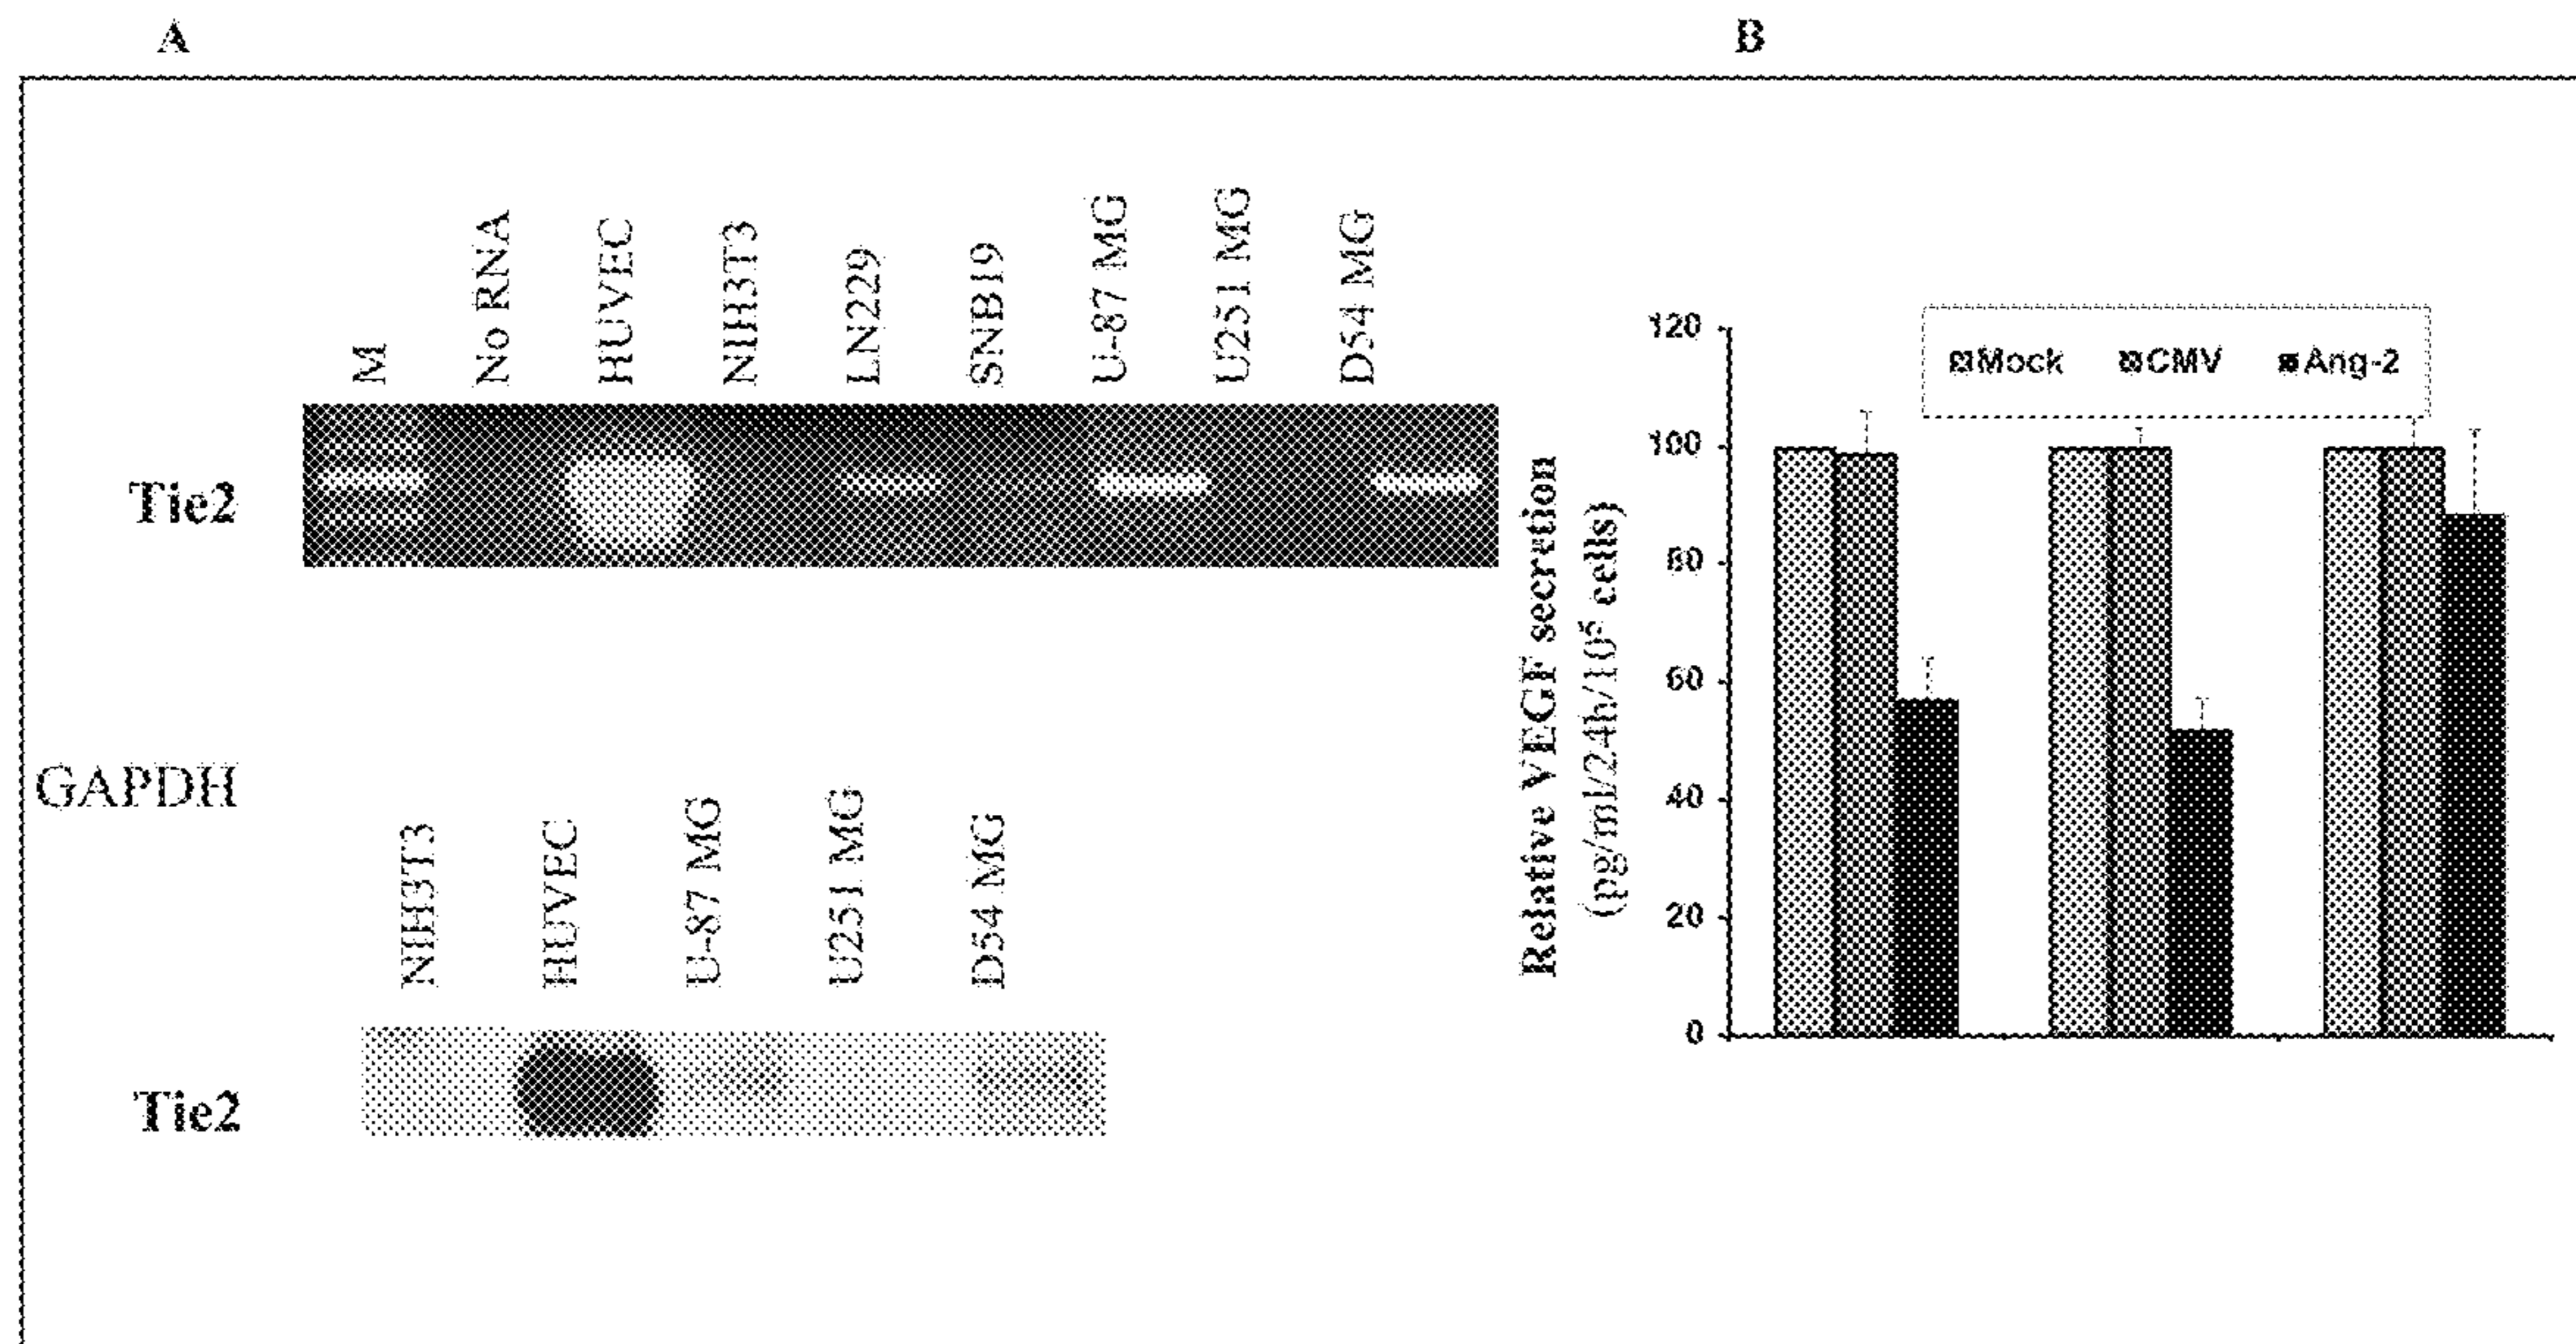 A
B
M
No RNA
HUVEC
NIH3T3
LN229
SNB19
U-87 MG
U251 MG
D54 MG
Tie2
GAPDH
NIH3T3
HUVEC
U-87 MG
U251 MG
D54 MG
Tie2
Relative VEGF secretion
(pg/ml/24h/10⁵ cells)
120
100
80
60
40
20
0
Mock CMV Ang-2